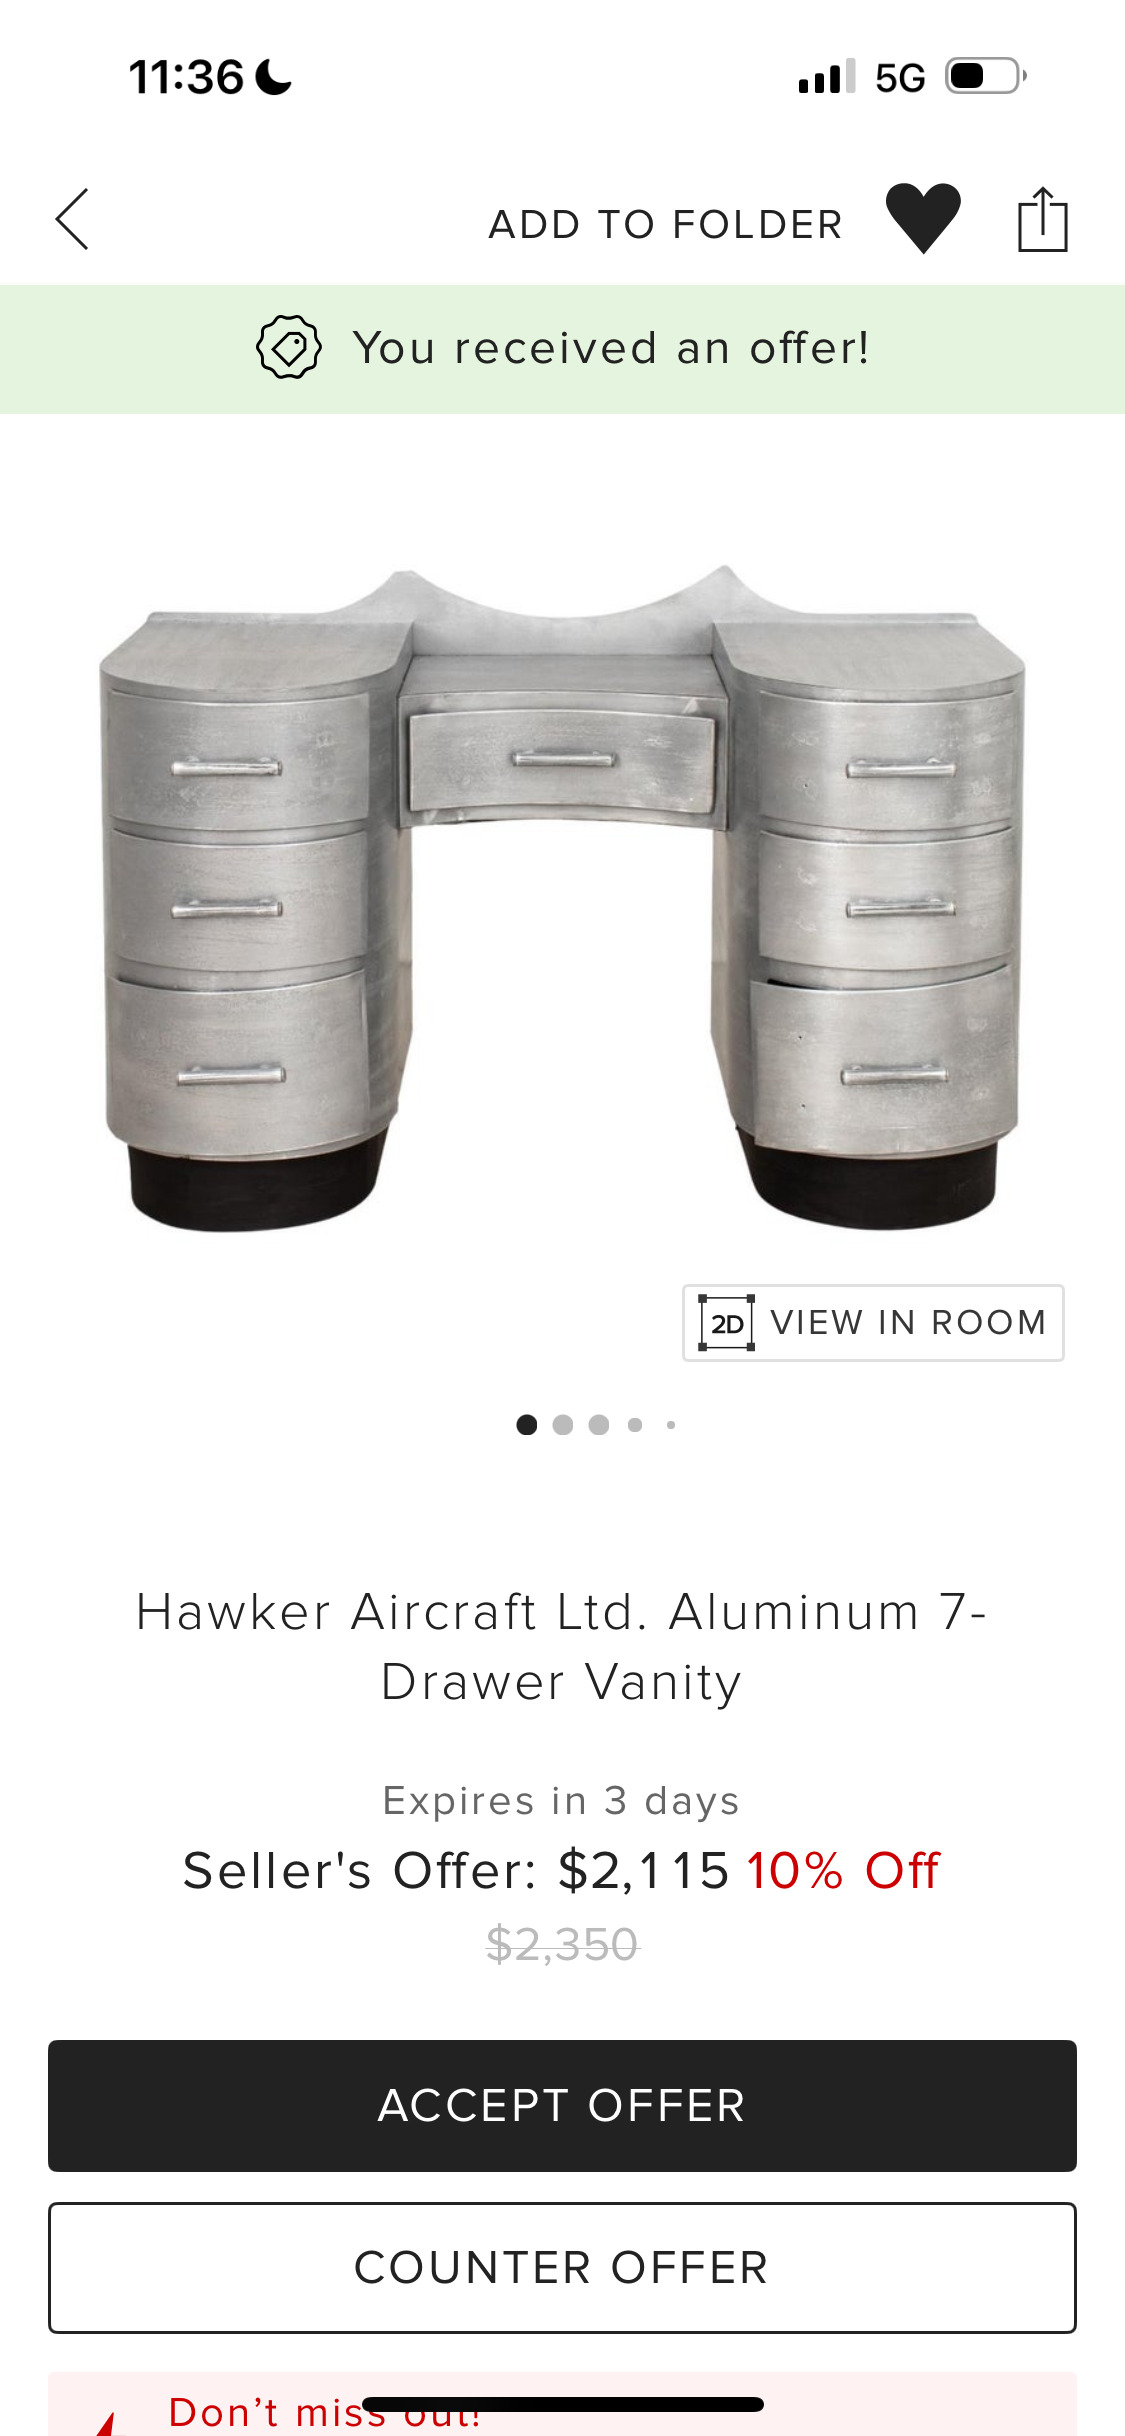 11:36
5G
ADD TO FOLDER
You received an offer!
2D VIEW IN ROOM
Hawker Aircraft Ltd. Aluminum 7-
Drawer Vanity
Expires in 3 days
Seller's Offer: $2,115 10% Off
$2,350
ACCEPT OFFER
COUNTER OFFER
Don’t miss out!